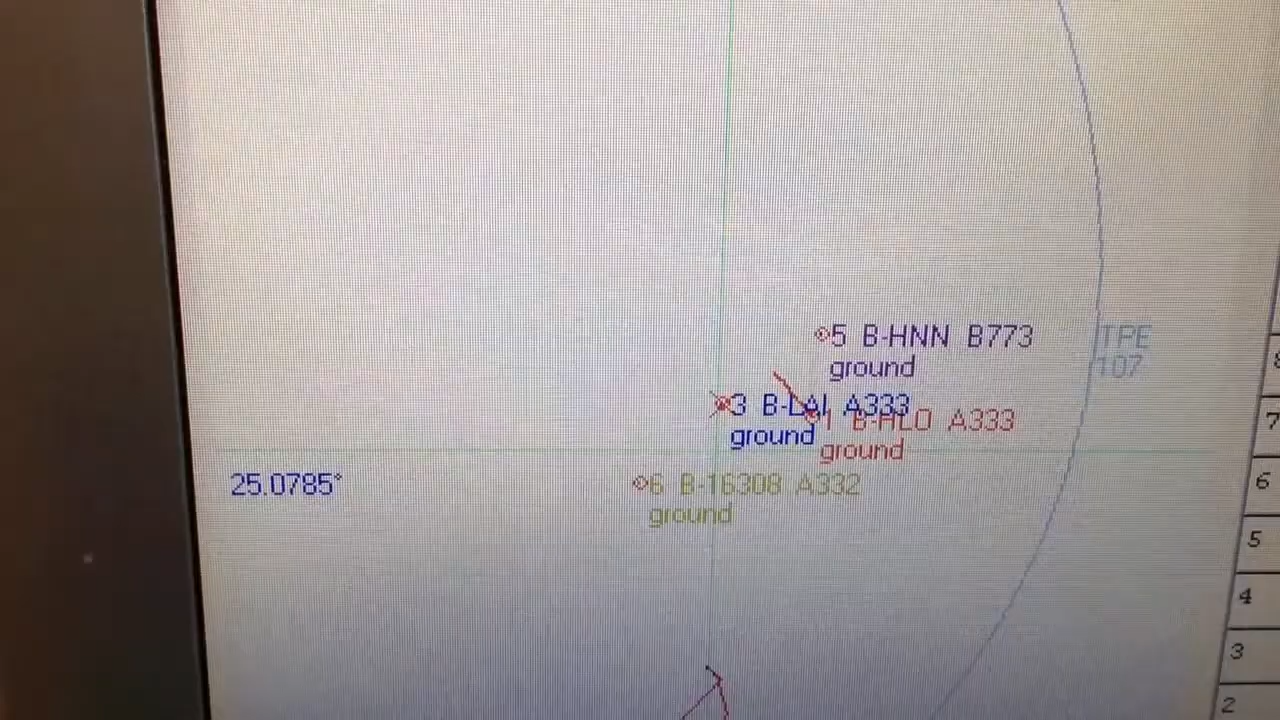 5 B-HNN B773
ground
TPE
107
3 B-LAI A333
ground
1 B-HLO A333
ground
25.0785°
6 B-16308 A332
ground
7
6
5
4
3
2